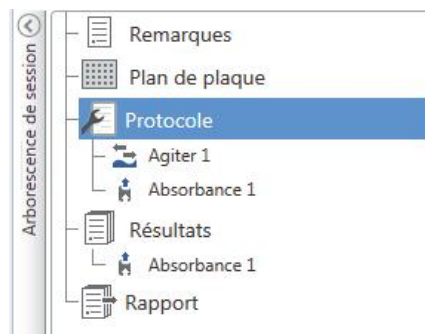 Arborescence de session
Remarques
Plan de plaque
Protocole
Agiter 1
Absorbance 1
Résultats
Absorbance 1
Rapport